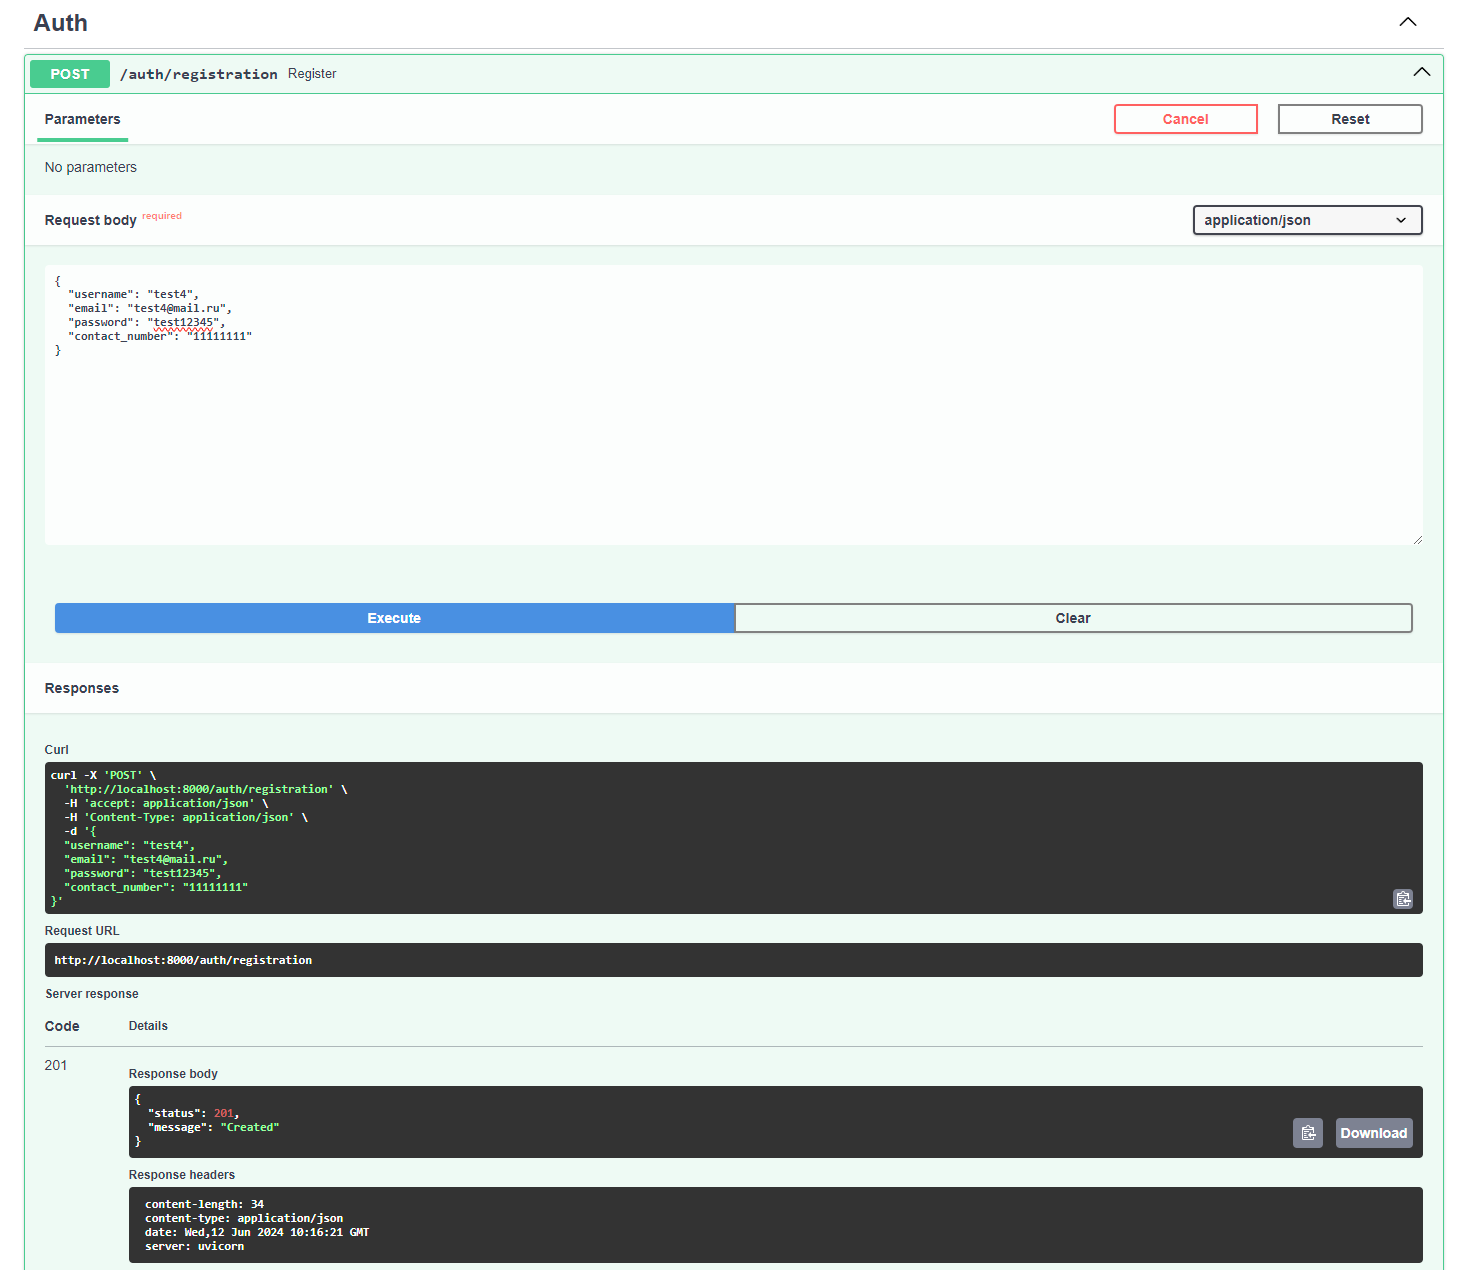 Auth
POST /auth/registration Register
Parameters
Cancel
Reset
No parameters
Request body required
application/json
{
  "username": "test4",
  "email": "test4@mail.ru",
  "password": "test12345",
  "contact_number": "11111111"
}
Execute
Clear
Responses
Curl
curl -X 'POST' \
  'http://localhost:8000/auth/registration' \
  -H 'accept: application/json' \
  -H 'Content-Type: application/json' \
  -d '{
  "username": "test4",
  "email": "test4@mail.ru",
  "password": "test12345",
  "contact_number": "11111111"
}'
Request URL
http://localhost:8000/auth/registration
Server response
Code Details
201
Response body
{
  "status": 201,
  "message": "Created"
}
Download
Response headers
content-length: 34
content-type: application/json
date: Wed,12 Jun 2024 10:16:21 GMT
server: uvicorn